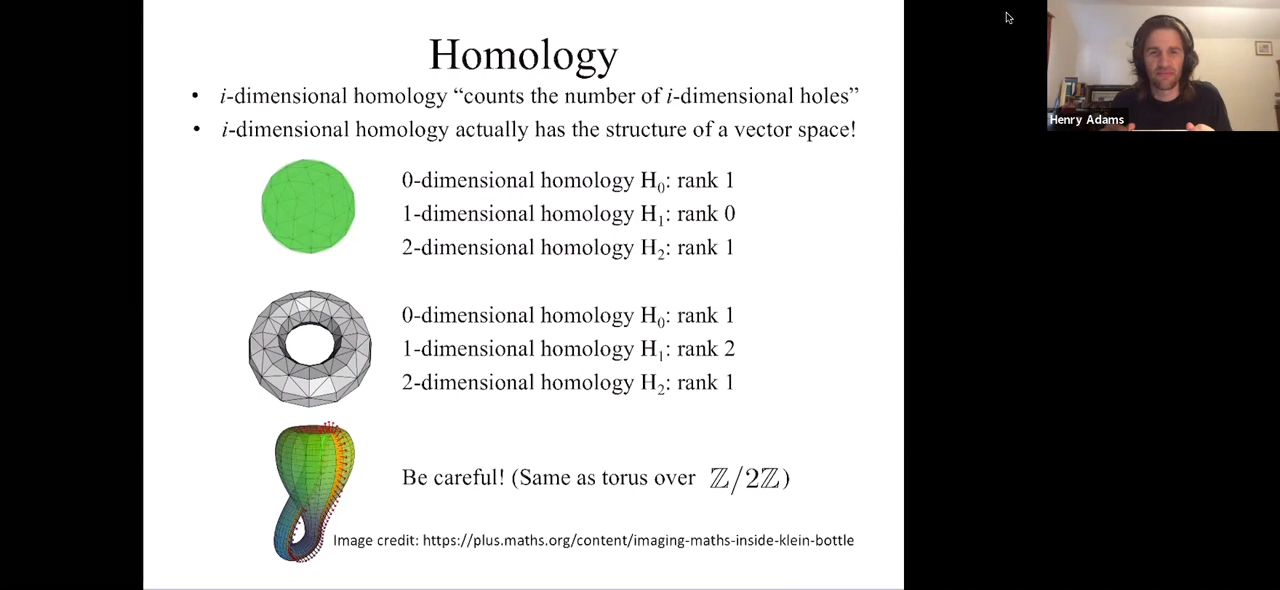 Homology
• i-dimensional homology “counts the number of i-dimensional holes”
• i-dimensional homology actually has the structure of a vector space!
0-dimensional homology H₀: rank 1
1-dimensional homology H₁: rank 0
2-dimensional homology H₂: rank 1
0-dimensional homology H₀: rank 1
1-dimensional homology H₁: rank 2
2-dimensional homology H₂: rank 1
Be careful! (Same as torus over ℤ/2ℤ)
Image credit: https://plus.maths.org/content/imaging-maths-inside-klein-bottle
Henry Adams